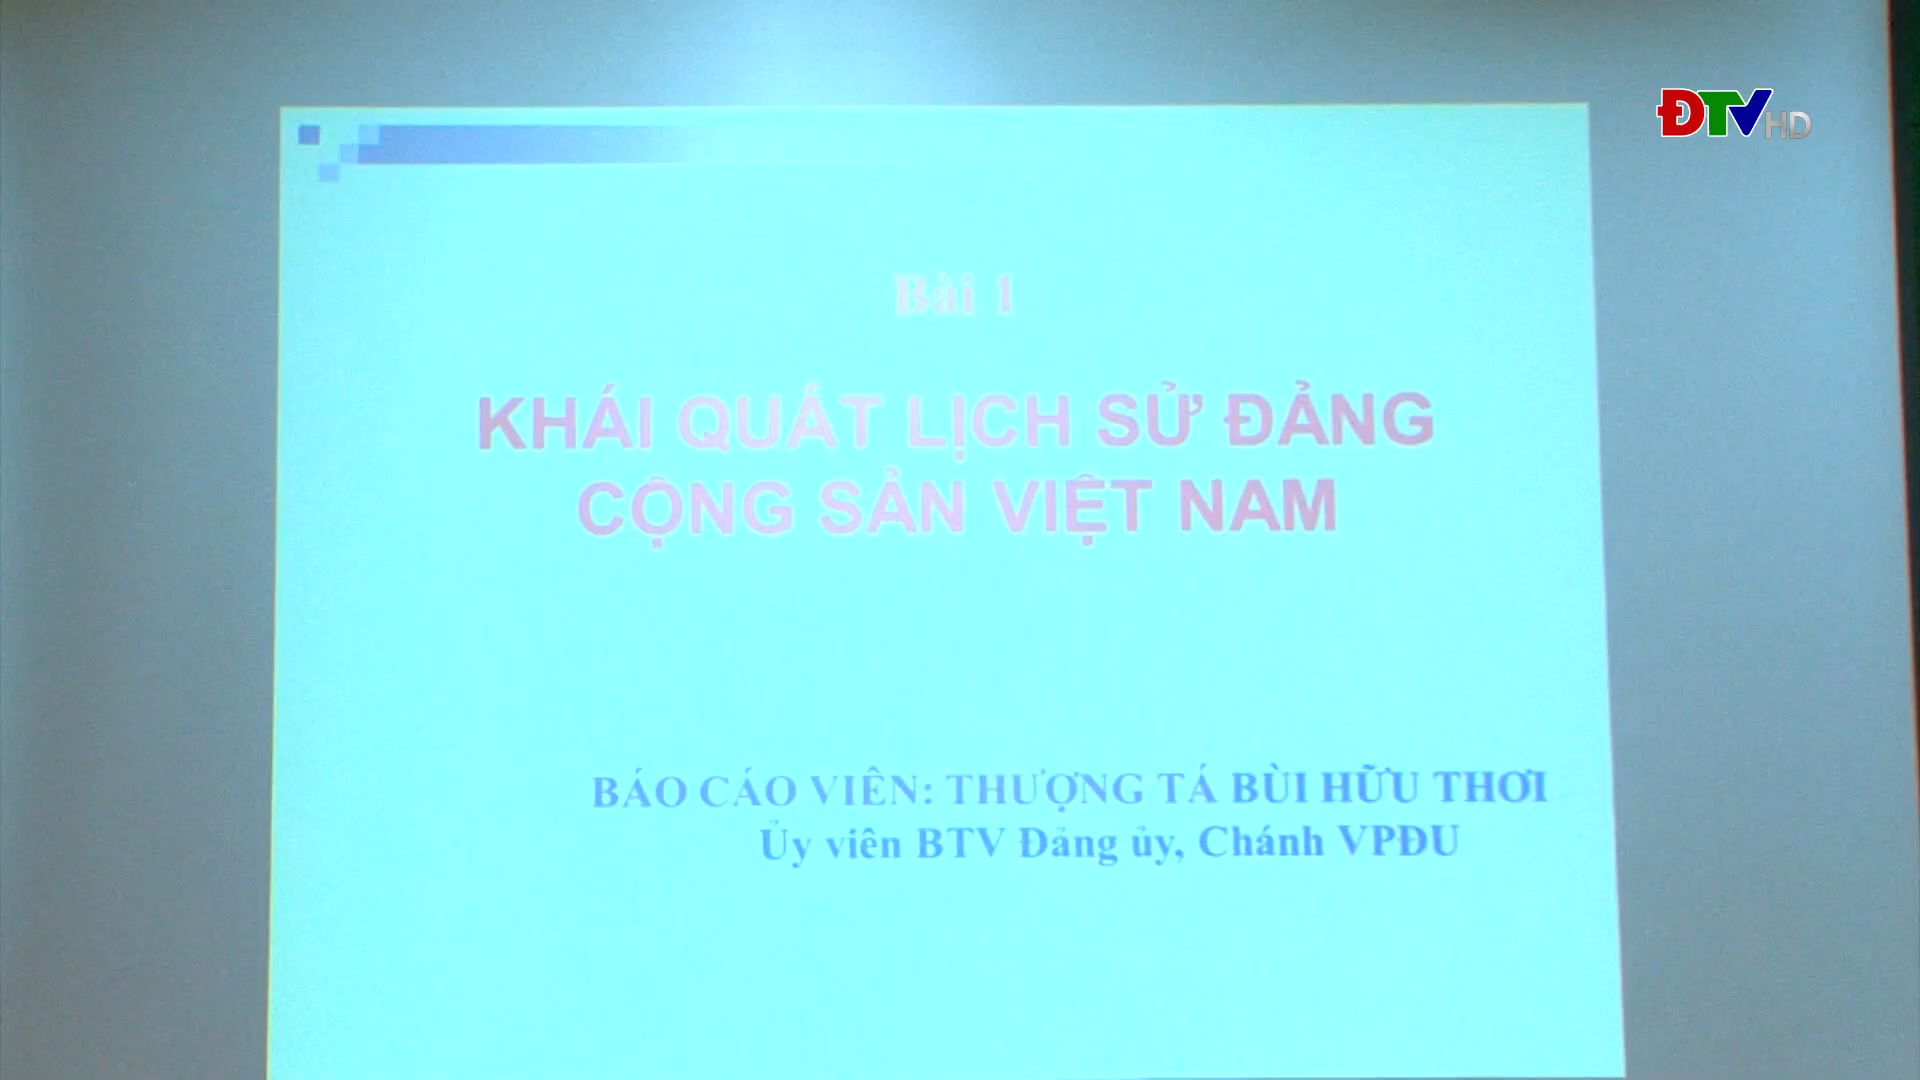 ĐTV HD
Bài 1
KHÁI QUÁT LỊCH SỬ ĐẢNG
CỘNG SẢN VIỆT NAM
BÁO CÁO VIÊN: THƯỢNG TÁ BÙI HỮU THƠI
Ủy viên BTV Đảng ủy, Chánh VPĐU